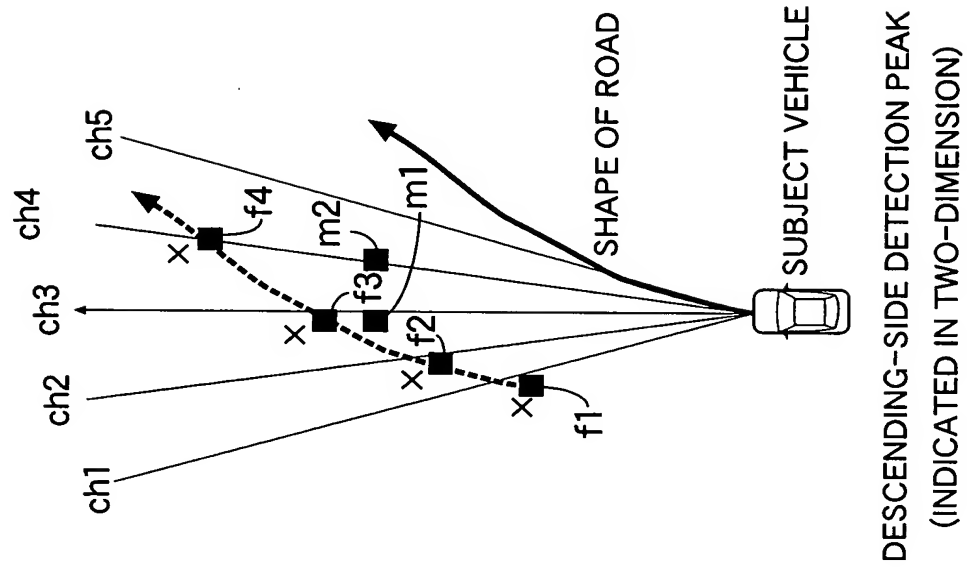 ch1
ch2
ch3
ch4
ch5
f4
m2
m1
f3
f2
f1
SHAPE OF ROAD
SUBJECT VEHICLE
DESCENDING-SIDE DETECTION PEAK
(INDICATED IN TWO-DIMENSION)